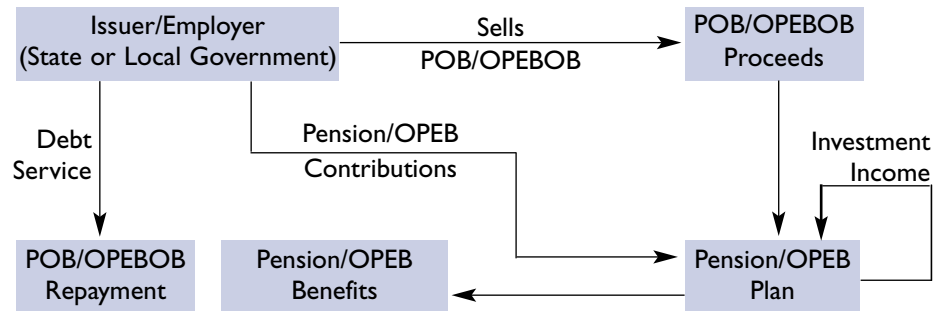 Issuer/Employer
(State or Local Government)
Sells
POB/OPEBOB
POB/OPEBOB
Proceeds
Debt
Service
Pension/OPEB
Contributions
Investment
Income
POB/OPEBOB
Repayment
Pension/OPEB
Benefits
Pension/OPEB
Plan